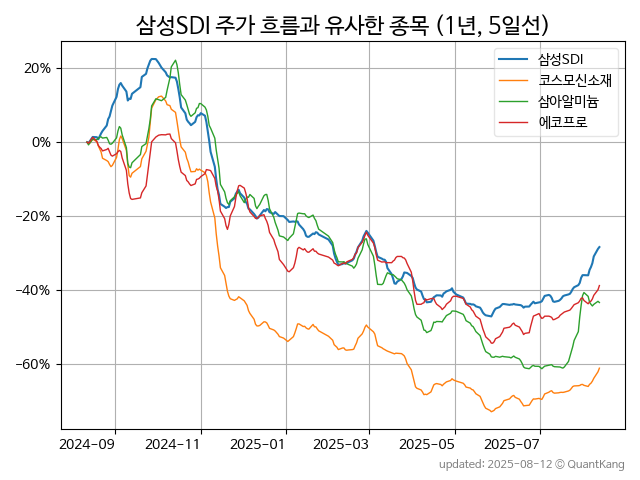 삼성SDI 주가 흐름과 유사한 종목 (1년, 5일선)
삼성SDI
코스모신소재
삼아알미늄
에코프로
20%
0%
−20%
−40%
−60%
2024-09 2024-11 2025-01 2025-03 2025-05 2025-07
updated: 2025-08-12 © QuantKang